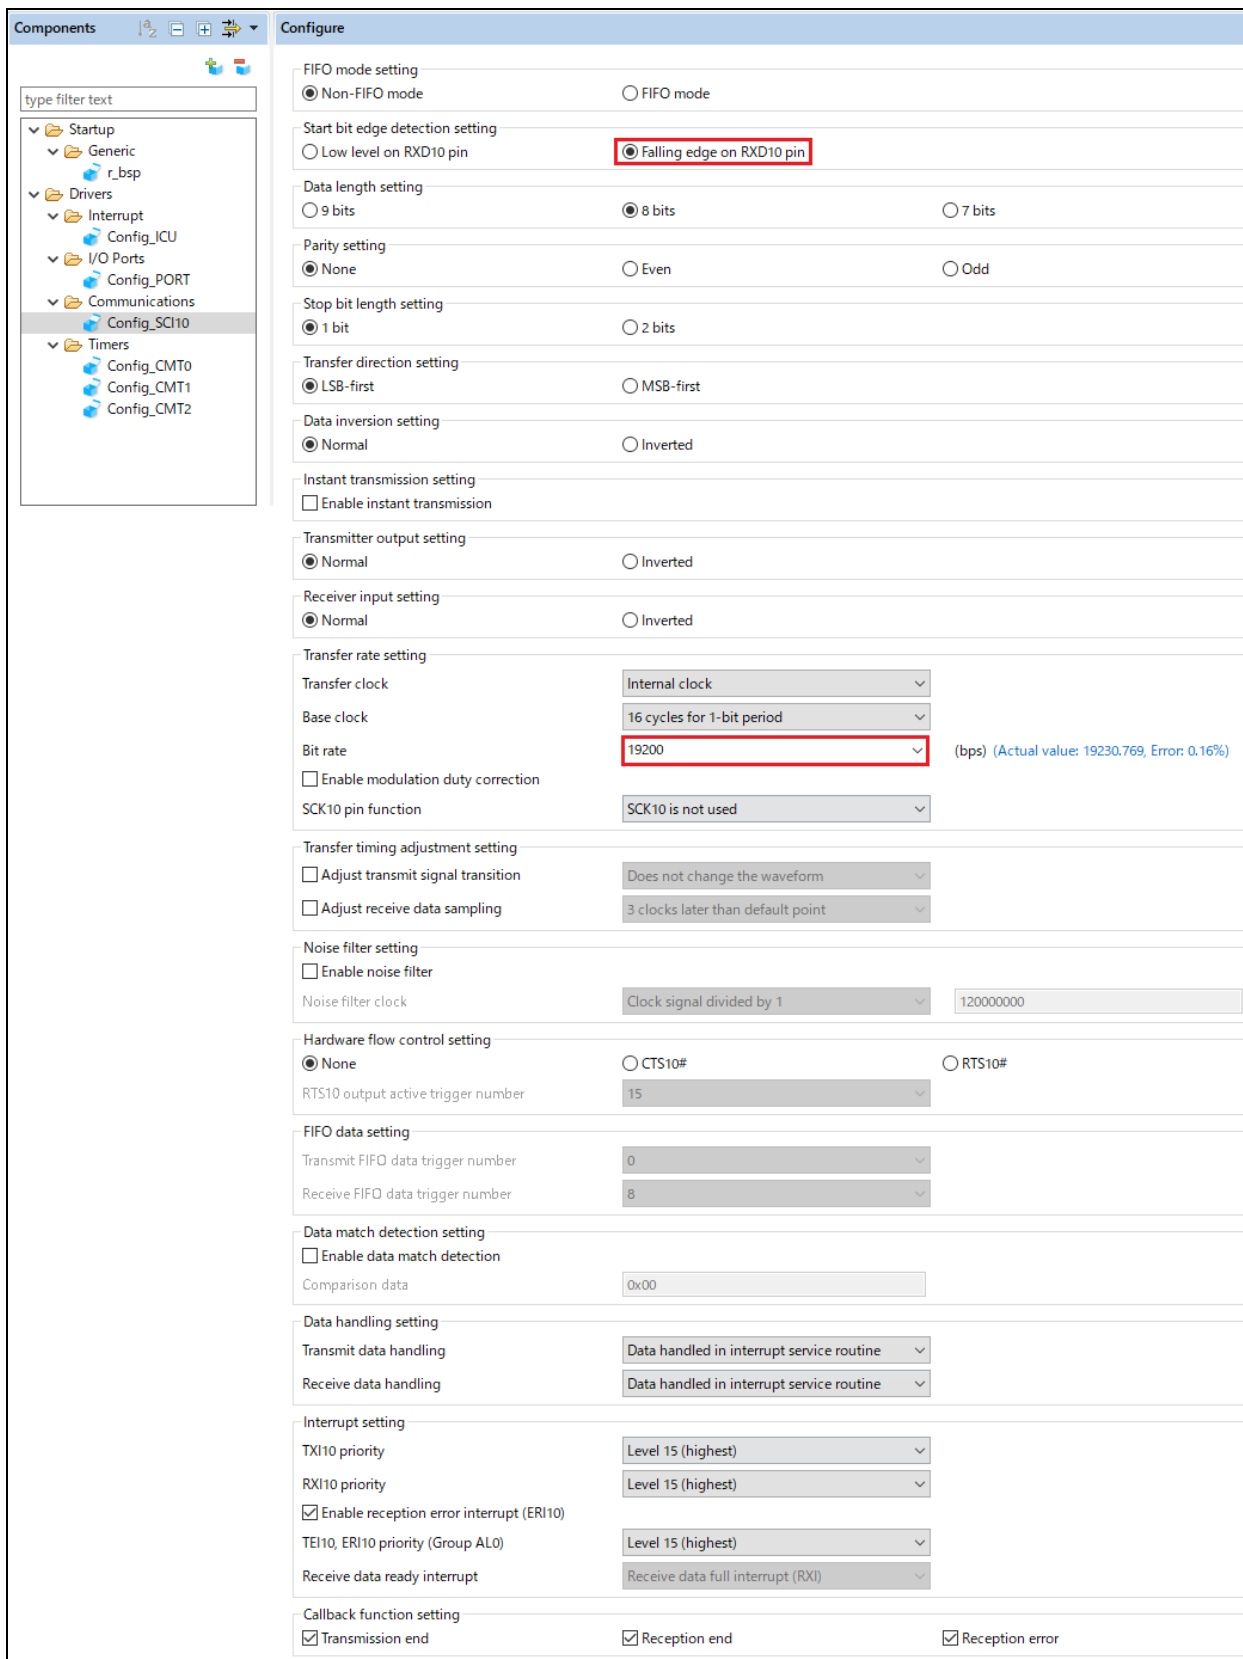 Components
type filter text
Startup
Generic
r_bsp
Drivers
Interrupt
Config_ICU
I/O Ports
Config_PORT
Communications
Config_SCI10
Timers
Config_CMT0
Config_CMT1
Config_CMT2
Configure
FIFO mode setting
Non-FIFO mode FIFO mode
Start bit edge detection setting
Low level on RXD10 pin Falling edge on RXD10 pin
Data length setting
9 bits 8 bits 7 bits
Parity setting
None Even Odd
Stop bit length setting
1 bit 2 bits
Transfer direction setting
LSB-first MSB-first
Data inversion setting
Normal Inverted
Instant transmission setting
Enable instant transmission
Transmitter output setting
Normal Inverted
Receiver input setting
Normal Inverted
Transfer rate setting
Transfer clock Internal clock
Base clock 16 cycles for 1-bit period
Bit rate 19200 (bps) (Actual value: 19230.769, Error: 0.16%)
Enable modulation duty correction
SCK10 pin function SCK10 is not used
Transfer timing adjustment setting
Adjust transmit signal transition Does not change the waveform
Adjust receive data sampling 3 clocks later than default point
Noise filter setting
Enable noise filter
Noise filter clock Clock signal divided by 1 120000000
Hardware flow control setting
None CTS10# RTS10#
RTS10 output active trigger number 15
FIFO data setting
Transmit FIFO data trigger number 0
Receive FIFO data trigger number 8
Data match detection setting
Enable data match detection
Comparison data 0x00
Data handling setting
Transmit data handling Data handled in interrupt service routine
Receive data handling Data handled in interrupt service routine
Interrupt setting
TXI10 priority Level 15 (highest)
RXI10 priority Level 15 (highest)
Enable reception error interrupt (ERI10)
TEI10, ERI10 priority (Group AL0) Level 15 (highest)
Receive data ready interrupt Receive data full interrupt (RXI)
Callback function setting
Transmission end Reception end Reception error